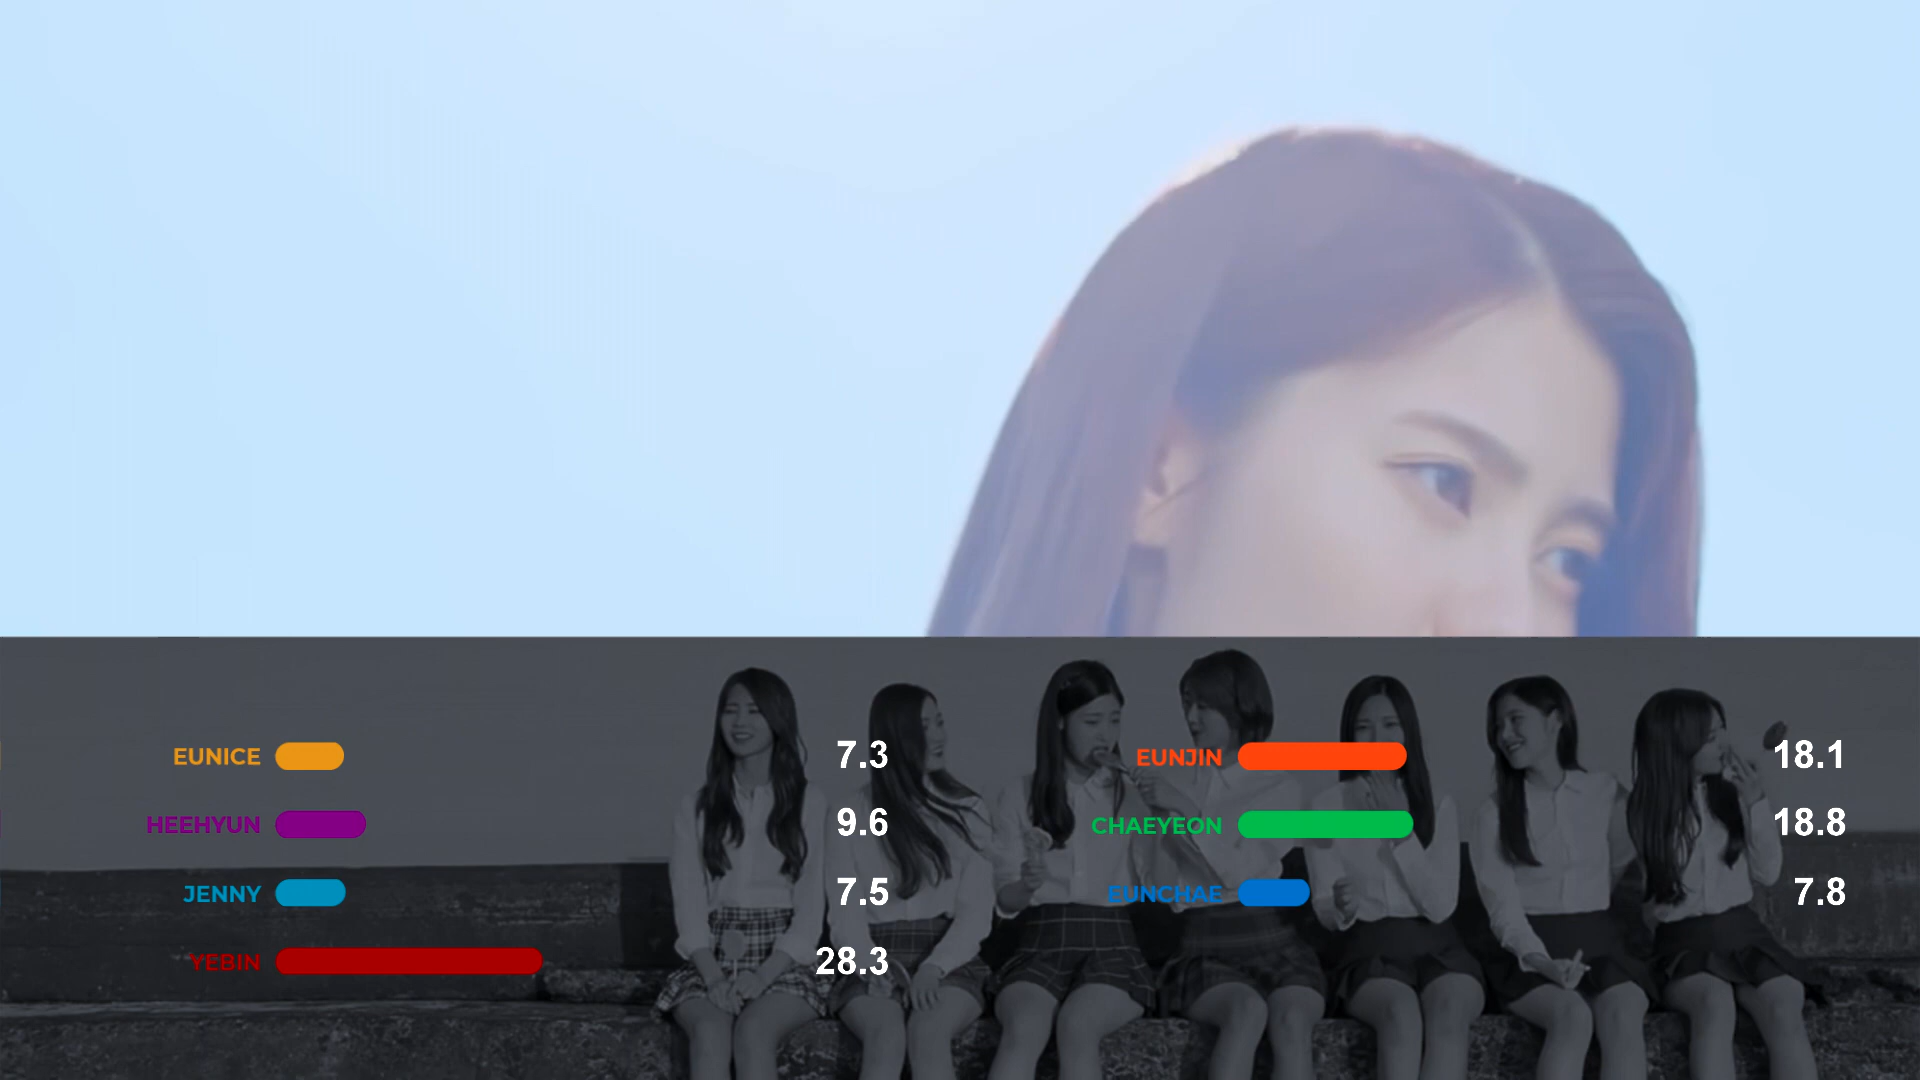 EUNICE 7.3
HEEHYUN 9.6
JENNY 7.5
YEBIN 28.3
EUNJIN 18.1
CHAEYEON 18.8
EUNCHAE 7.8